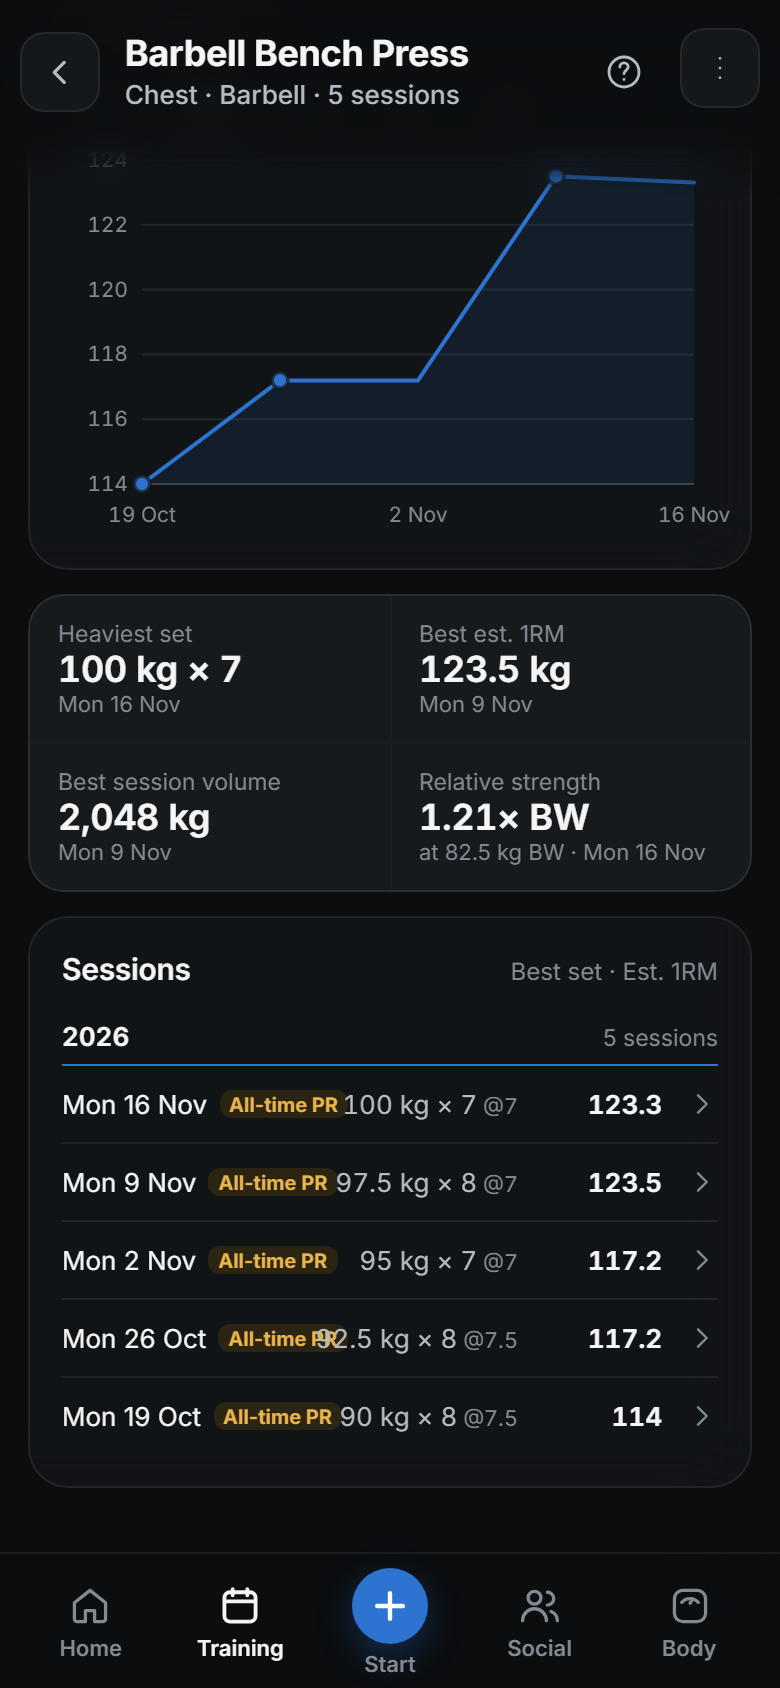 Barbell Bench Press
Chest · Barbell · 5 sessions
124
122
120
118
116
114
19 Oct 2 Nov 16 Nov
Heaviest set
100 kg × 7
Mon 16 Nov
Best est. 1RM
123.5 kg
Mon 9 Nov
Best session volume
2,048 kg
Mon 9 Nov
Relative strength
1.21× BW
at 82.5 kg BW · Mon 16 Nov
Sessions Best set · Est. 1RM
2026 5 sessions
Mon 16 Nov All-time PR 100 kg × 7 @7 123.3
Mon 9 Nov All-time PR 97.5 kg × 8 @7 123.5
Mon 2 Nov All-time PR 95 kg × 7 @7 117.2
Mon 26 Oct All-time PR 92.5 kg × 8 @7.5 117.2
Mon 19 Oct All-time PR 90 kg × 8 @7.5 114
Home Training Start Social Body